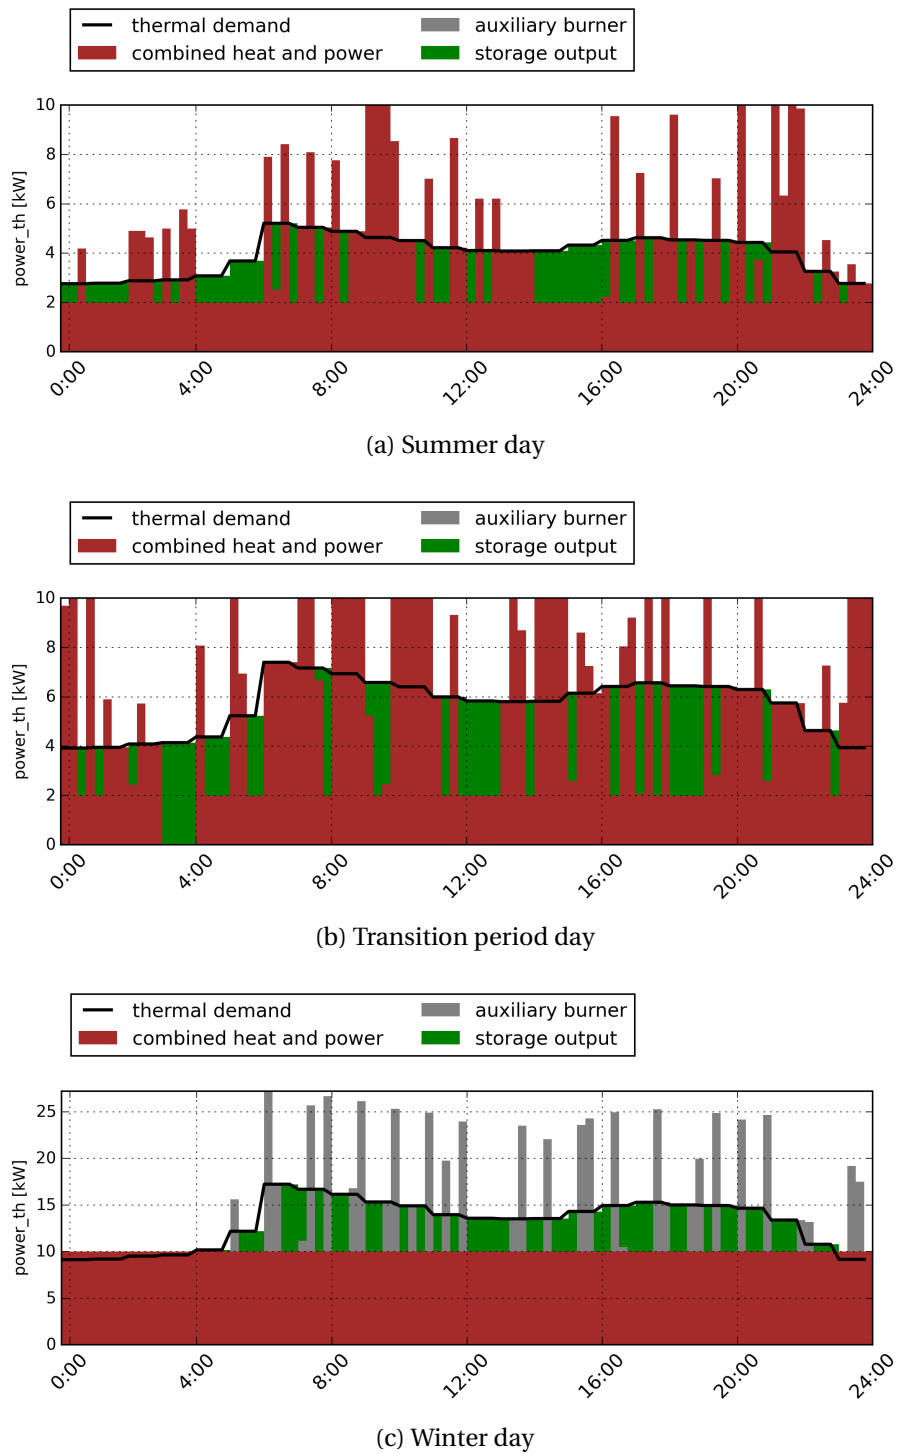 thermal demand
auxiliary burner
combined heat and power
storage output
10
8
6
4
2
0
power_th [kW]
0:00
4:00
8:00
12:00
16:00
20:00
24:00
(a) Summer day
thermal demand
auxiliary burner
combined heat and power
storage output
10
8
6
4
2
0
power_th [kW]
0:00
4:00
8:00
12:00
16:00
20:00
24:00
(b) Transition period day
thermal demand
auxiliary burner
combined heat and power
storage output
25
20
15
10
5
0
power_th [kW]
0:00
4:00
8:00
12:00
16:00
20:00
24:00
(c) Winter day